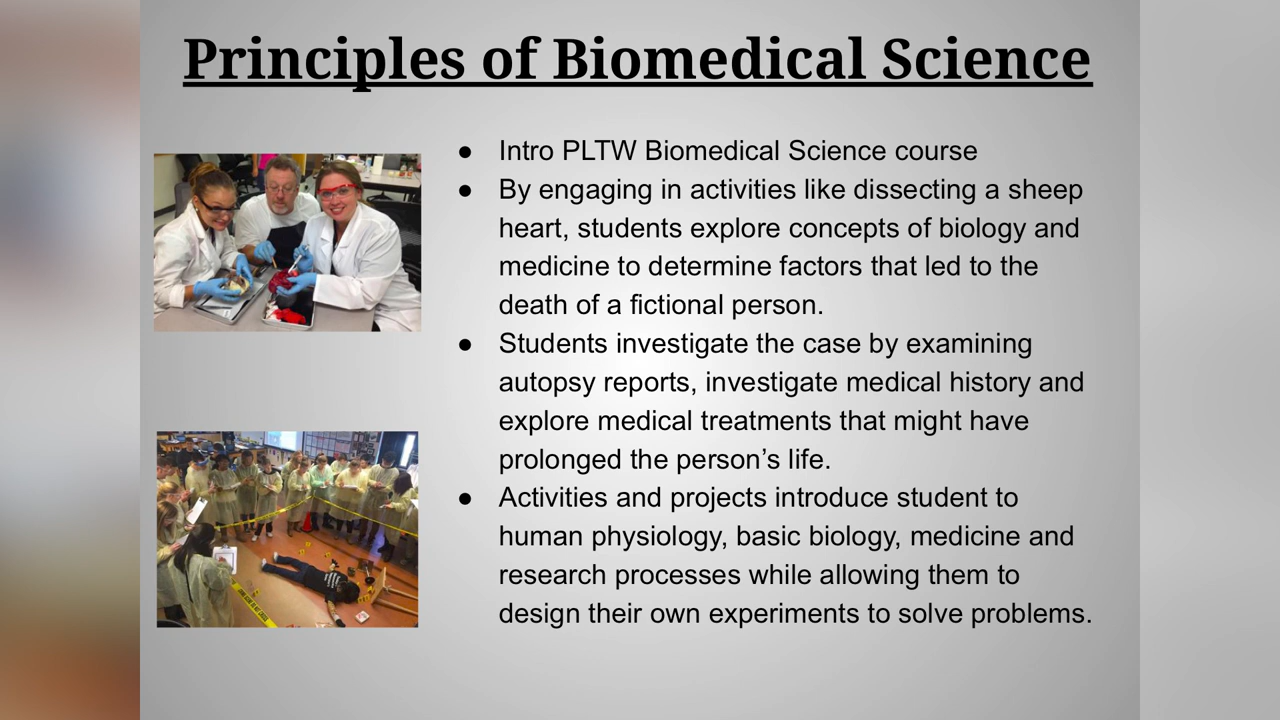 Principles of Biomedical Science
● Intro PLTW Biomedical Science course
● By engaging in activities like dissecting a sheep
heart, students explore concepts of biology and
medicine to determine factors that led to the
death of a fictional person.
● Students investigate the case by examining
autopsy reports, investigate medical history and
explore medical treatments that might have
prolonged the person’s life.
● Activities and projects introduce student to
human physiology, basic biology, medicine and
research processes while allowing them to
design their own experiments to solve problems.